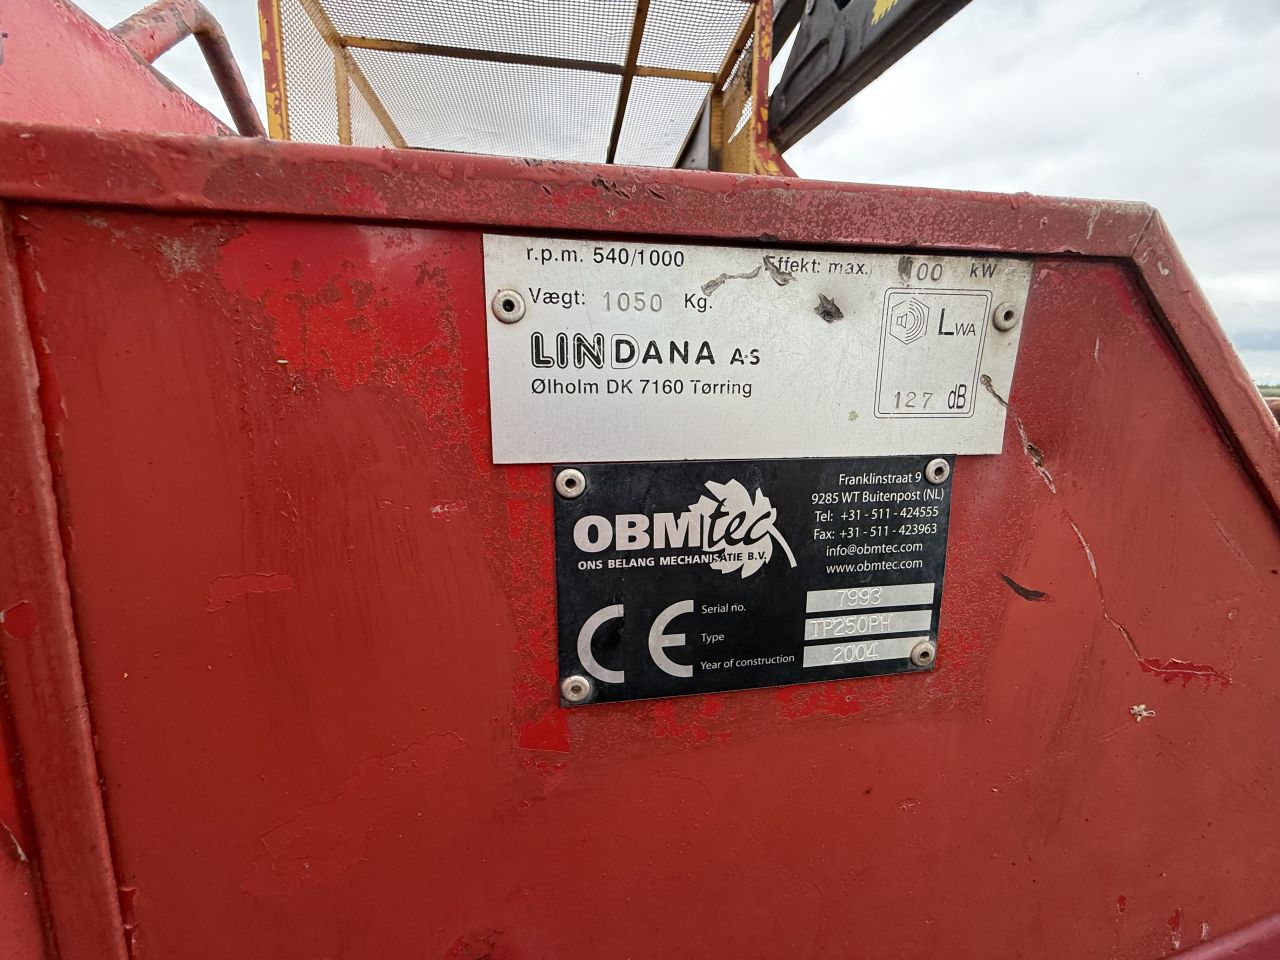 r.p.m. 540/1000 Effekt: max. 100 kW
Vægt: 1050 Kg.
LINDANA A·S
Ølholm DK 7160 Tørring
LWA
127 dB
OBMtec
ONS BELANG MECHANISATIE B.V.
Franklinstraat 9
9285 WT Buitenpost (NL)
Tel: +31 - 511 - 424555
Fax: +31 - 511 - 423963
info@obmtec.com
www.obmtec.com
CE
Serial no. 7993
Type TP250PH
Year of construction 2004